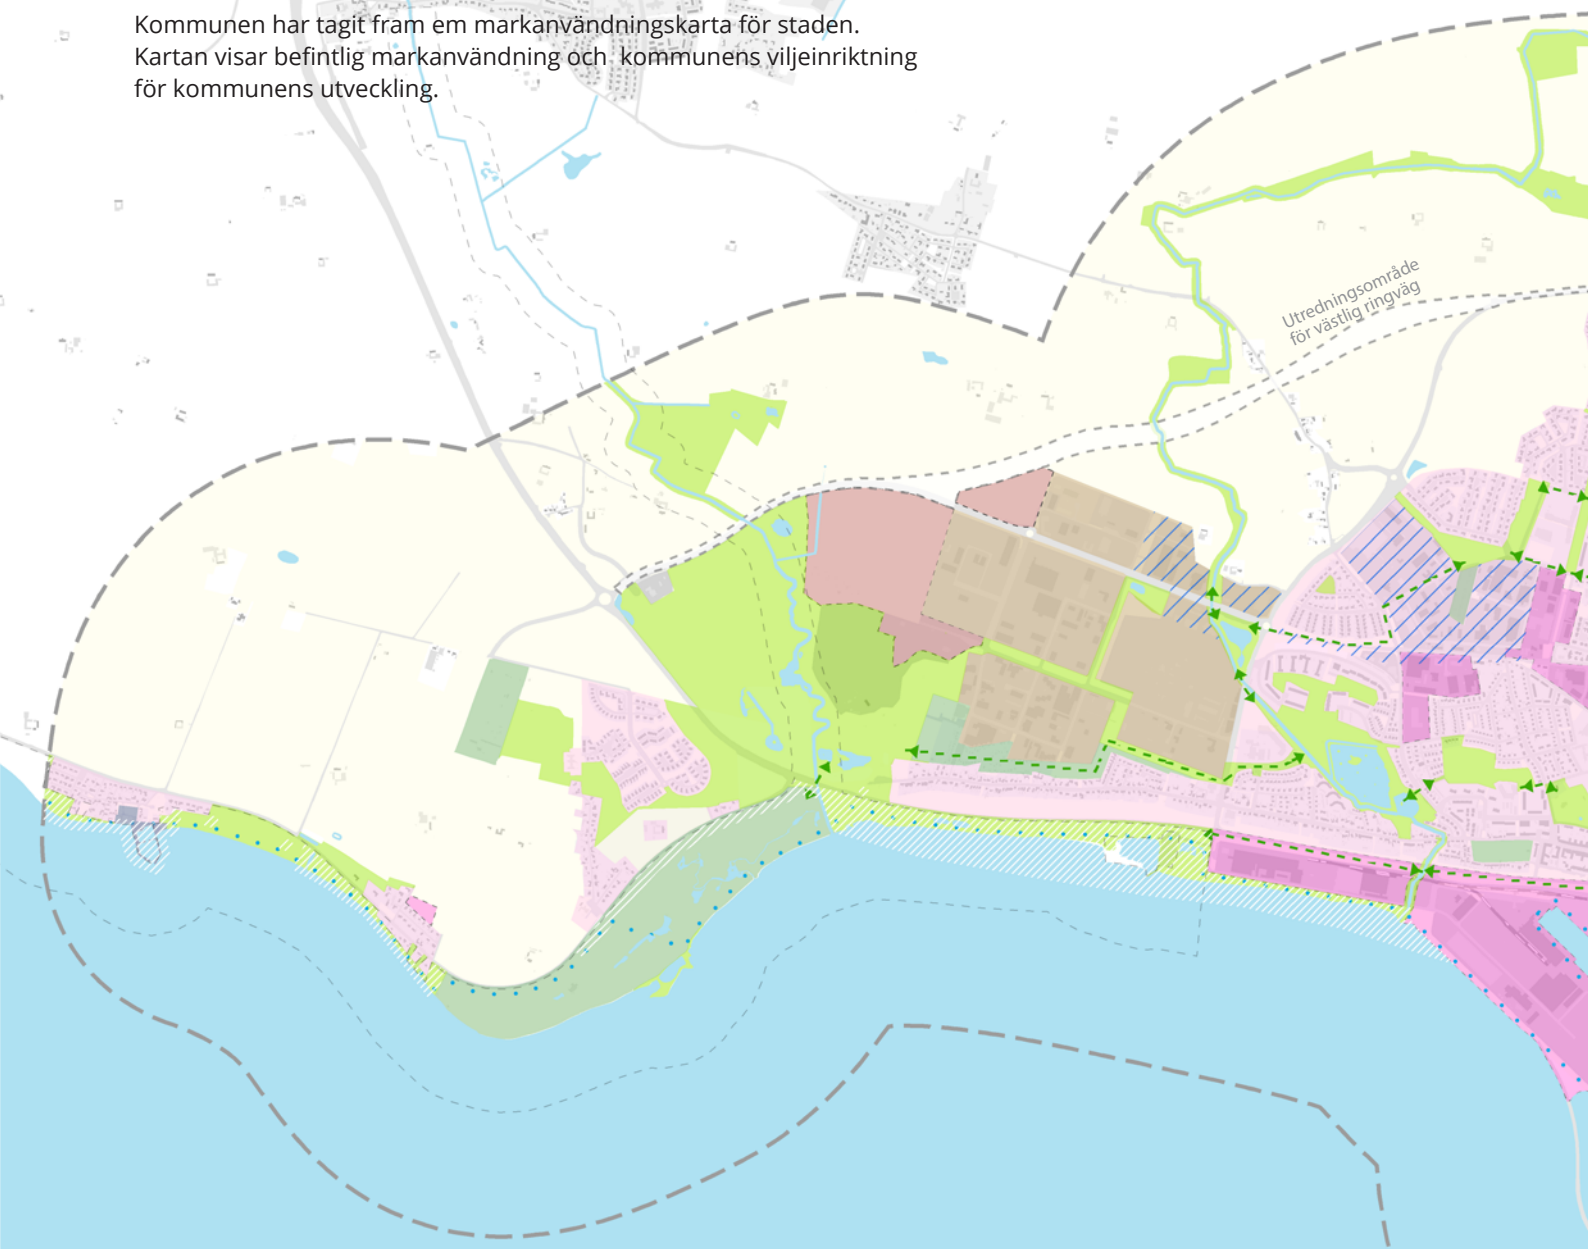 Kommunen har tagit fram em markanvändningskarta för staden.
Kartan visar befintlig markanvändning och kommunens viljeinriktning
för kommunens utveckling.
Utredningsområde
för västlig ringväg